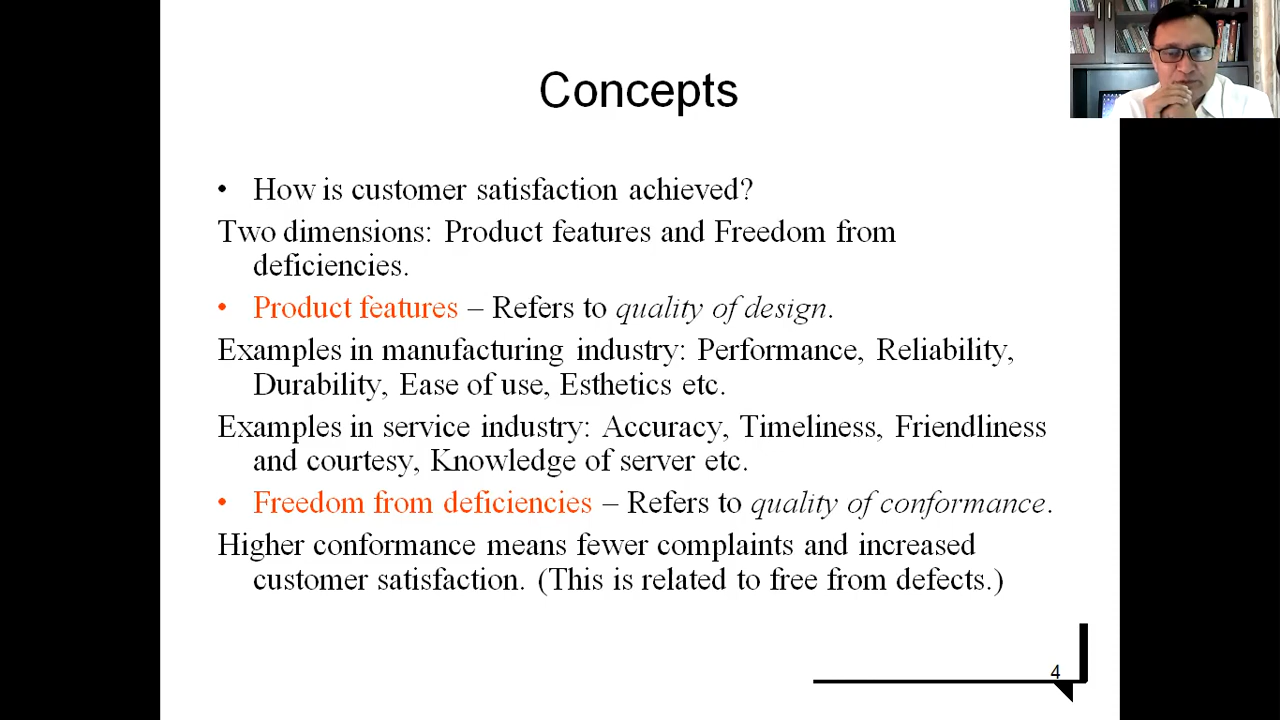 Concepts
• How is customer satisfaction achieved?
Two dimensions: Product features and Freedom from
deficiencies.
• Product features – Refers to quality of design.
Examples in manufacturing industry: Performance, Reliability,
Durability, Ease of use, Esthetics etc.
Examples in service industry: Accuracy, Timeliness, Friendliness
and courtesy, Knowledge of server etc.
• Freedom from deficiencies – Refers to quality of conformance.
Higher conformance means fewer complaints and increased
customer satisfaction. (This is related to free from defects.)
4